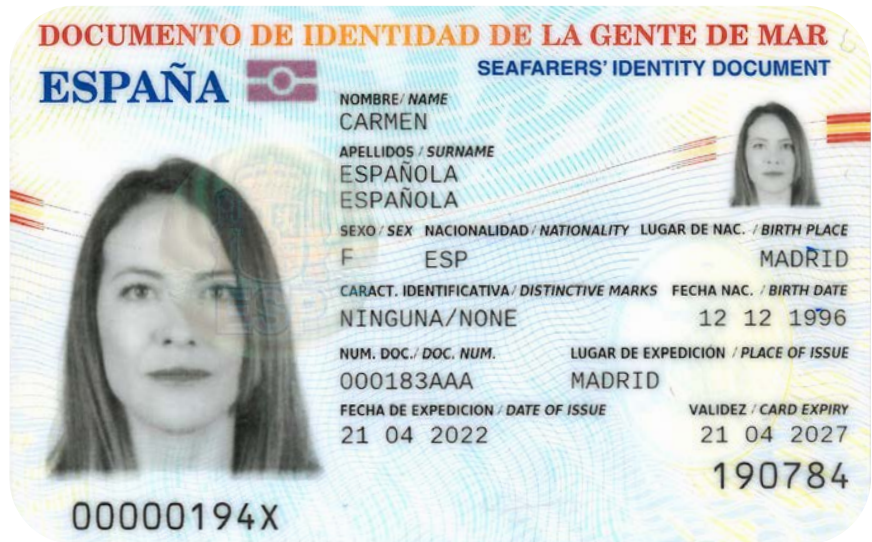 DOCUMENTO DE IDENTIDAD DE LA GENTE DE MAR
ESPAÑA
SEAFARERS' IDENTITY DOCUMENT
NOMBRE/ NAME
CARMEN
APELLIDOS / SURNAME
ESPAÑOLA
ESPAÑOLA
SEXO / SEX NACIONALIDAD / NATIONALITY LUGAR DE NAC. / BIRTH PLACE
F ESP MADRID
CARACT. IDENTIFICATIVA / DISTINCTIVE MARKS FECHA NAC. / BIRTH DATE
NINGUNA/NONE 12 12 1996
NUM. DOC./ DOC. NUM. LUGAR DE EXPEDICIÓN / PLACE OF ISSUE
000183AAA MADRID
FECHA DE EXPEDICION / DATE OF ISSUE VALIDEZ / CARD EXPIRY
21 04 2022 21 04 2027
190784
00000194X